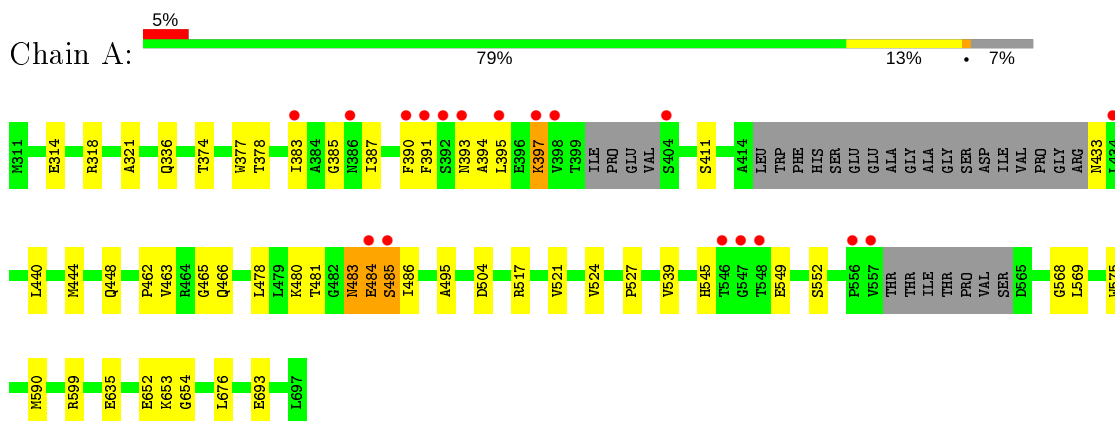 5%
Chain A:
79% 13% • 7%
M311 E314 R318 A321 Q336 T374 W377 T378 I383 A384 G385 N386 I387 F390 F391 S392 N393 A394 L395 E396 K397 V398 T399 ILE PRO GLU VAL S404 S411 A414 LEU TRP PHE HIS SER GLU GLU ALA GLY ALA GLY SER ASP ILE VAL PRO GLY ARG N433 L434
L440 M444 Q448 P462 V463 R464 G465 Q466 L478 L479 K480 T481 G482 N483 E484 S485 I486 A495 D504 R517 V521 V524 P527 V539 H545 T546 G547 T548 E549 S552 P556 V557 THR THR ILE THR PRO VAL SER D565 G568 L569 W575
M590 R599 E635 E652 K653 G654 L676 E693 L697